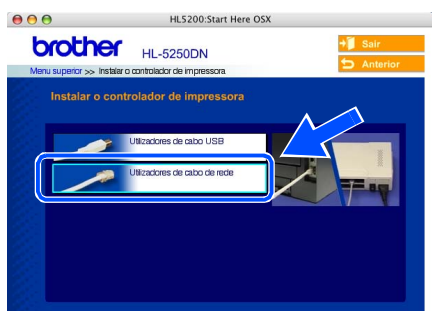 HL5200:Start Here OSX
brother
HL-5250DN
Sair
Anterior
Menu superior >> Instalar o controlador de impressora
Instalar o controlador de impressora
Utilizadores de cabo USB
Utilizadores de cabo de rede